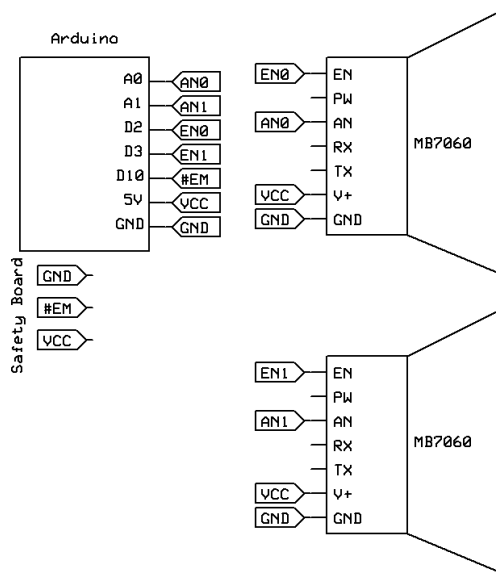 Arduino
A0 AN0
A1 AN1
D2 EN0
D3 EN1
D10 #EM
5V VCC
GND GND
Safety Board
GND
#EM
VCC
EN0 EN
PW
AN0 AN
RX
TX
VCC V+
GND GND
MB7060
EN1 EN
PW
AN1 AN
RX
TX
VCC V+
GND GND
MB7060